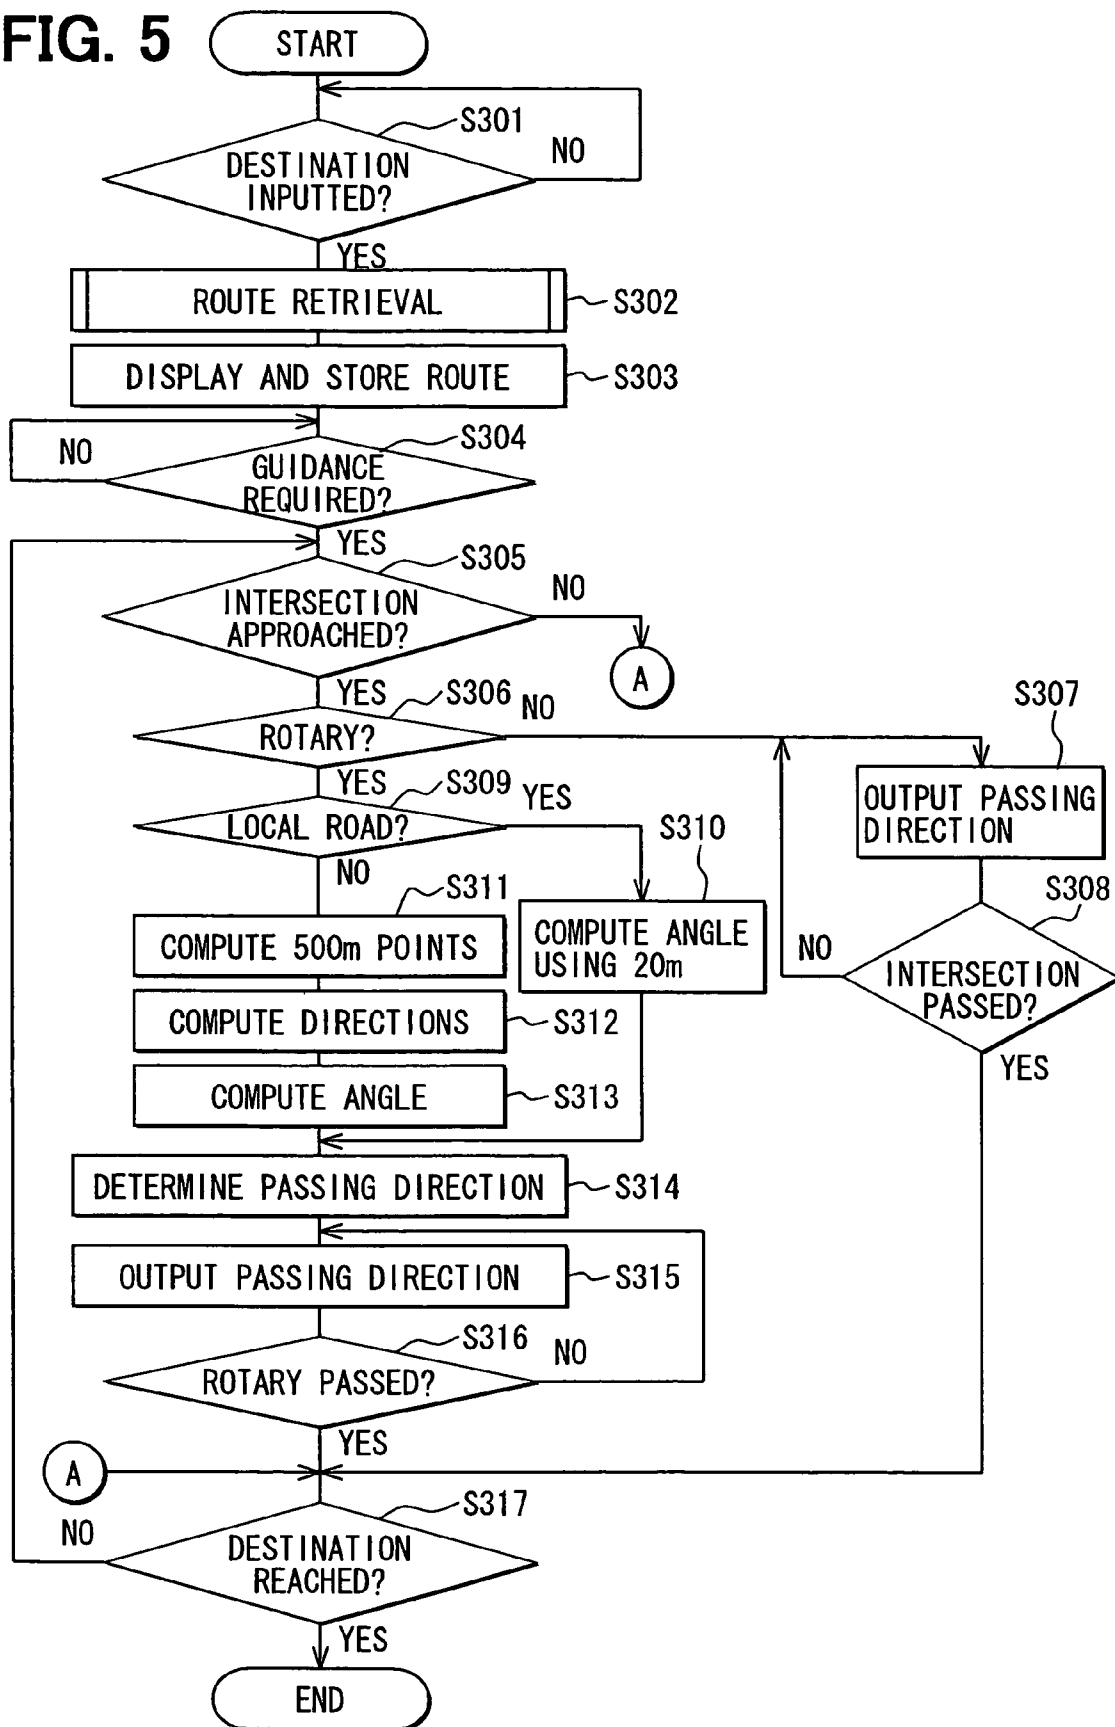 FIG. 5
START
S301
NO
DESTINATION
INPUTTED?
YES
ROUTE RETRIEVAL
S302
DISPLAY AND STORE ROUTE
S303
NO
S304
GUIDANCE
REQUIRED?
YES
S305
NO
INTERSECTION
APPROACHED?
A
YES
S306
NO
S307
ROTARY?
YES
S309
YES
OUTPUT PASSING
DIRECTION
LOCAL ROAD?
S310
NO
S308
S311
COMPUTE 500m POINTS
COMPUTE ANGLE
USING 20m
NO
INTERSECTION
PASSED?
COMPUTE DIRECTIONS
S312
YES
COMPUTE ANGLE
S313
DETERMINE PASSING DIRECTION
S314
OUTPUT PASSING DIRECTION
S315
S316
NO
ROTARY PASSED?
YES
A
S317
NO
DESTINATION
REACHED?
YES
END